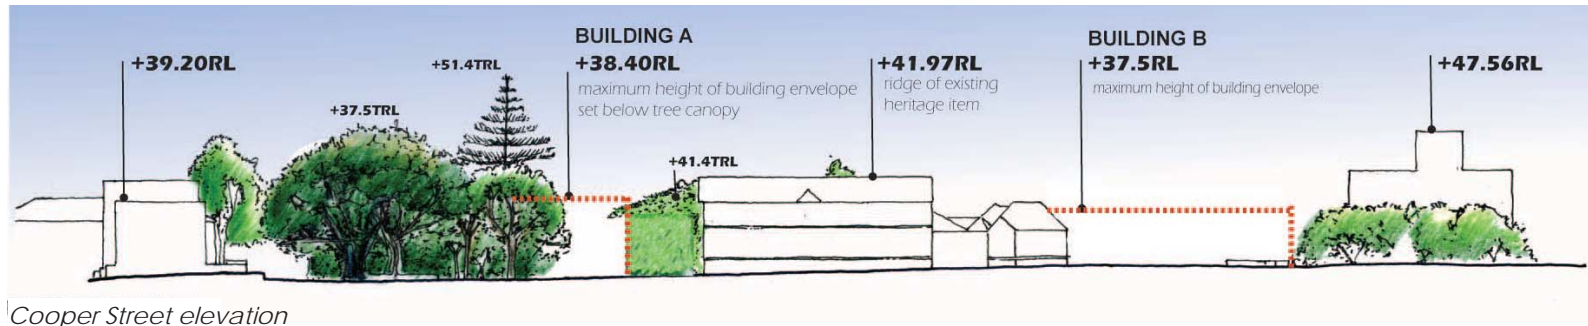 +39.20RL
+37.5TRL
+51.4TRL
BUILDING A
+38.40RL
maximum height of building envelope
set below tree canopy
+41.4TRL
+41.97RL
ridge of existing
heritage item
BUILDING B
+37.5RL
maximum height of building envelope
+47.56RL
Cooper Street elevation